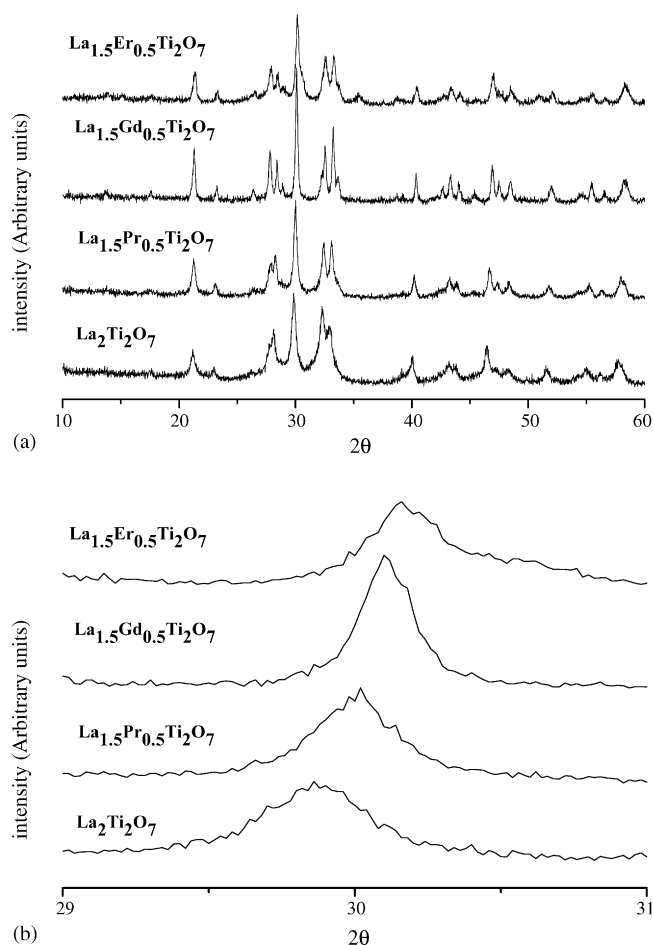 La1.5Er0.5Ti2O7
La1.5Gd0.5Ti2O7
La1.5Pr0.5Ti2O7
La2Ti2O7
intensity (Arbitrary units)
10 20 30 40 50 60
2θ
(a)
La1.5Er0.5Ti2O7
La1.5Gd0.5Ti2O7
La1.5Pr0.5Ti2O7
La2Ti2O7
intensity (Arbitrary units)
29 30 31
2θ
(b)